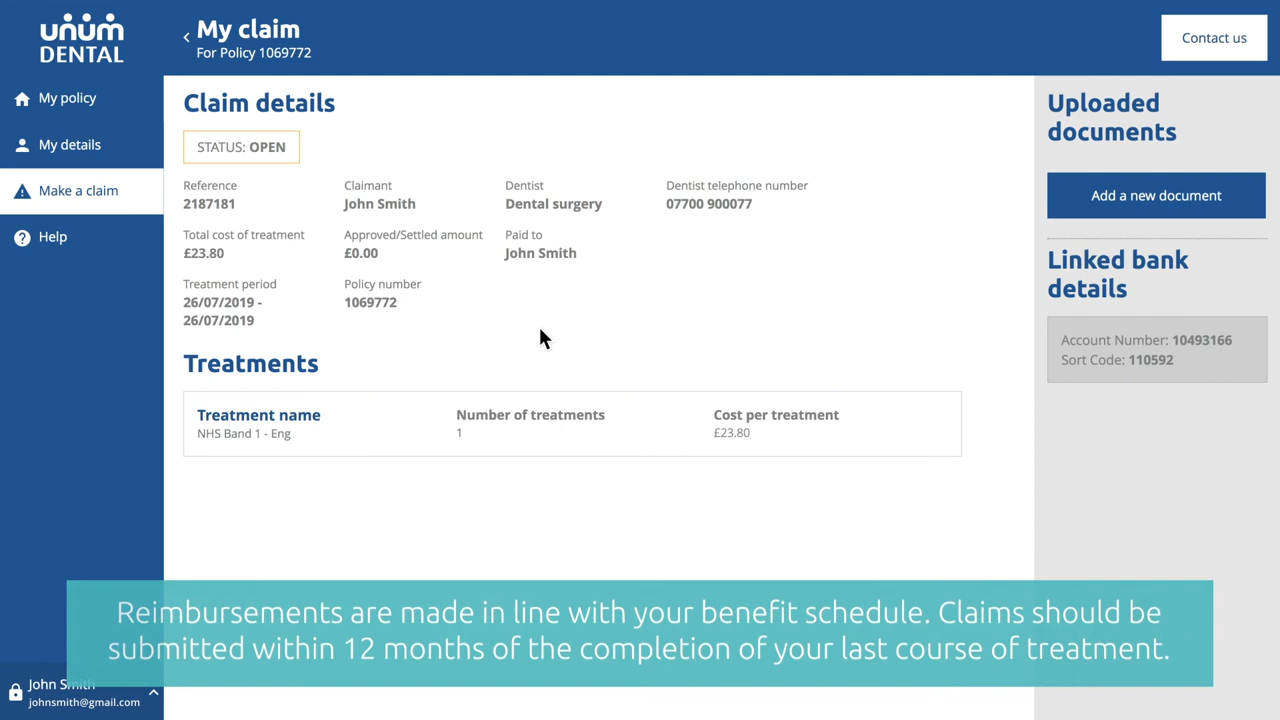 unum
DENTAL
My claim
For Policy 1069772
Contact us
My policy
My details
Make a claim
Help
Claim details
STATUS: OPEN
Reference
2187181
Claimant
John Smith
Dentist
Dental surgery
Dentist telephone number
07700 900077
Total cost of treatment
£23.80
Approved/Settled amount
£0.00
Paid to
John Smith
Treatment period
26/07/2019 -
26/07/2019
Policy number
1069772
Treatments
Treatment name
NHS Band 1 - Eng
Number of treatments
1
Cost per treatment
£23.80
Uploaded
documents
Add a new document
Linked bank
details
Account Number: 10493166
Sort Code: 110592
Reimbursements are made in line with your benefit schedule. Claims should be
submitted within 12 months of the completion of your last course of treatment.
John Smith
johnsmith@gmail.com